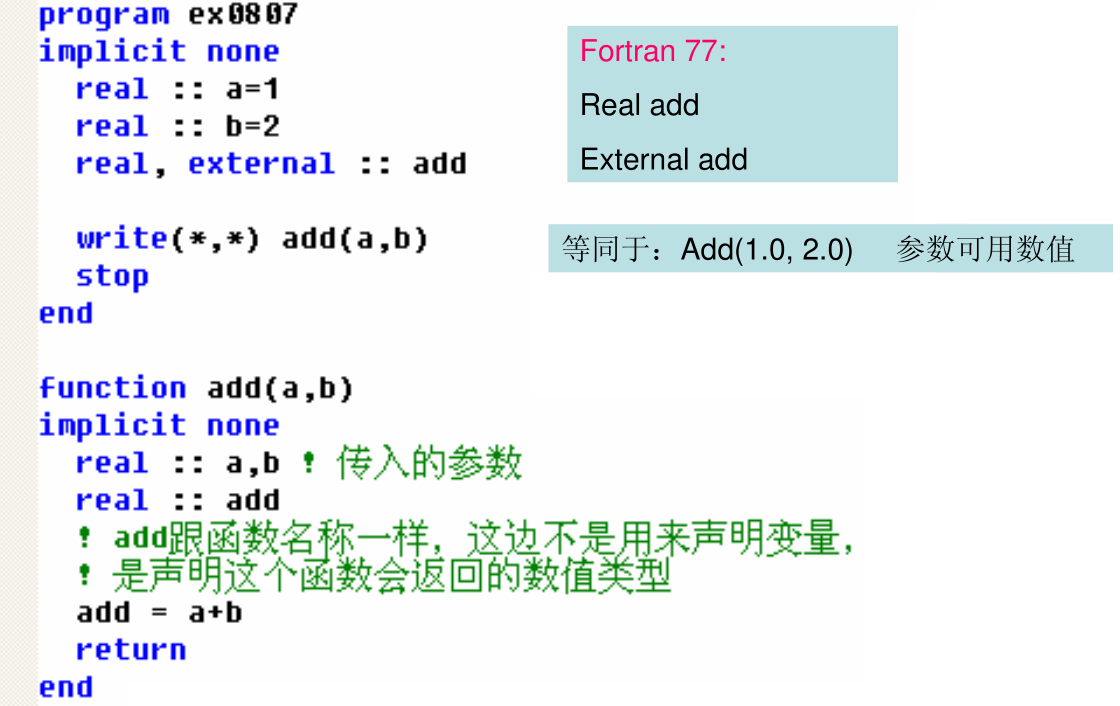 program ex0807
implicit none
real :: a=1
real :: b=2
real, external :: add
write(*,*) add(a,b)
stop
end
function add(a,b)
implicit none
real :: a,b ! 传入的参数
real :: add
! add跟函数名称一样，这边不是用来声明变量，
! 是声明这个函数会返回的数值类型
add = a+b
return
end
Fortran 77:
Real add
External add
等同于：Add(1.0, 2.0) 参数可用数值